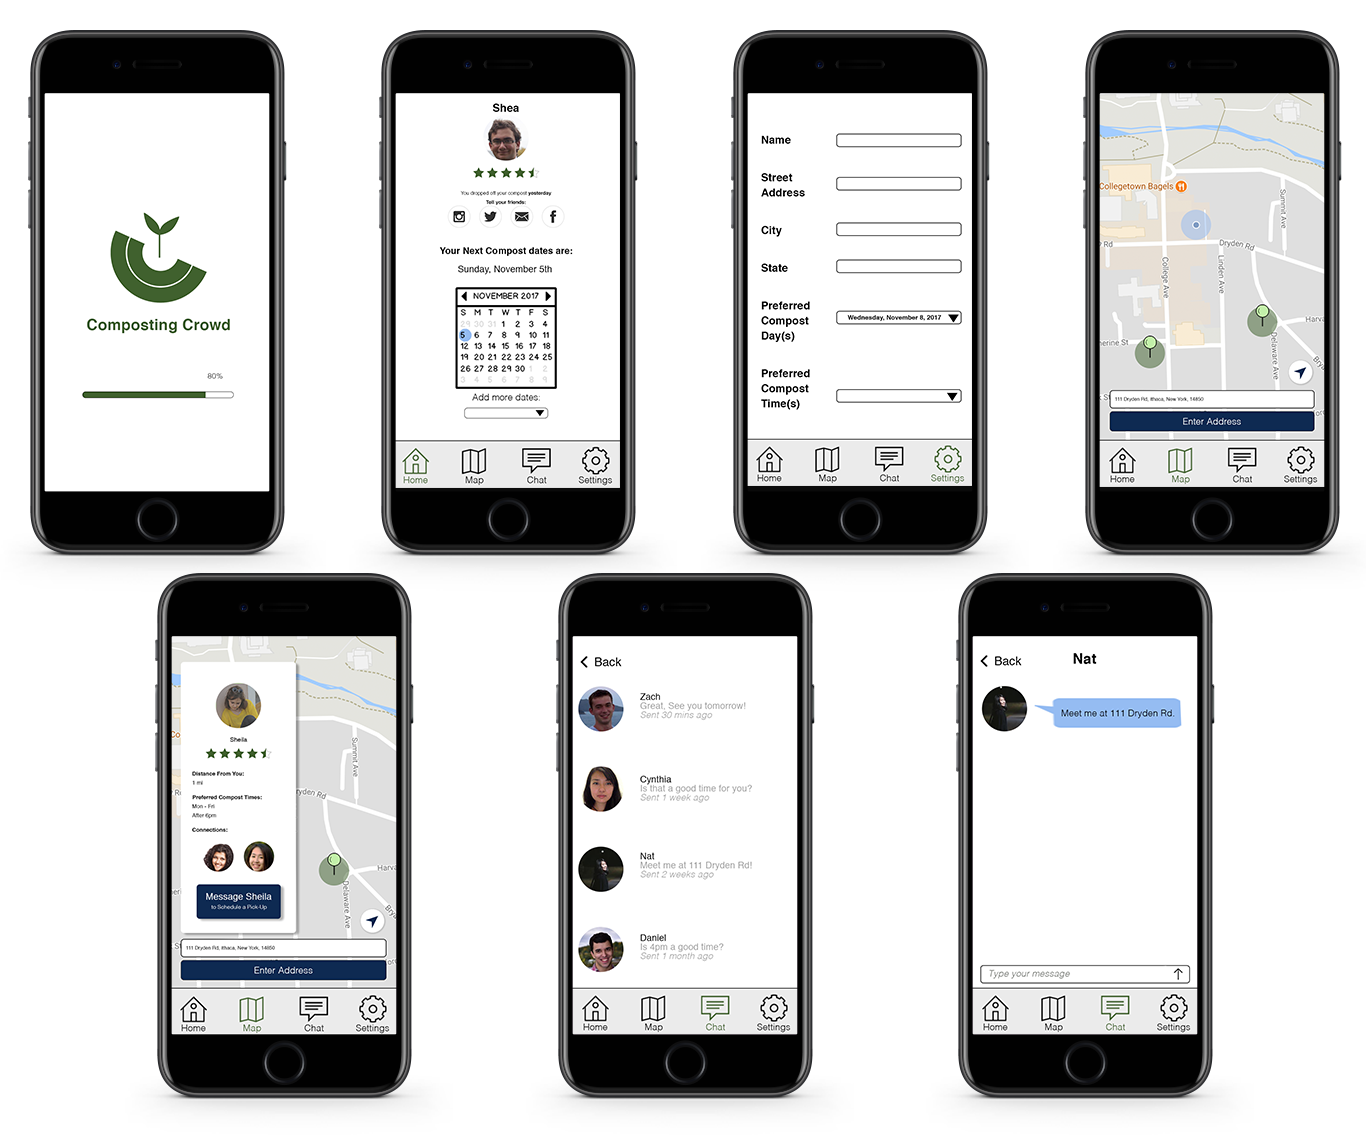 Composting Crowd
80%
Shea
You dropped off your compost yesterday
Tell your friends:
Your Next Compost dates are:
Sunday, November 5th
NOVEMBER 2017
S M T W T F S
29 30 31 1 2 3 4
5 6 7 8 9 10 11
12 13 14 15 16 17 18
19 20 21 22 23 24 25
26 27 28 29 30 1 2
3 4 5 6 7 8 9
Add more dates:
Home Map Chat Settings
Name
Street
Address
City
State
Preferred
Compost
Day(s)
Wednesday, November 8, 2017
Preferred
Compost
Time(s)
Home Map Chat Settings
Collegetown Bagels
Summit Ave
Rd
Dryden Rd
College Ave
Linden Ave
Harva
herine St
Delaware Ave
Brya
111 Dryden Rd, Ithaca, New York, 14850
Enter Address
Home Map Chat Settings
Co
Sheila
Summit Ave
Distance From You:
1 mi
Preferred Compost Times:
Mon - Fri
After 6pm
Connections:
Message Sheila
to Schedule a Pick-Up
Dryden Rd
Harva
Delaware Ave
111 Dryden Rd, Ithaca, New York, 14850
Enter Address
Home Map Chat Settings
Back
Zach
Great, See you tomorrow!
Sent 30 mins ago
Cynthia
Is that a good time for you?
Sent 1 week ago
Nat
Meet me at 111 Dryden Rd!
Sent 2 weeks ago
Daniel
Is 4pm a good time?
Sent 1 month ago
Home Map Chat Settings
Back
Nat
Meet me at 111 Dryden Rd.
Type your message
Home Map Chat Settings